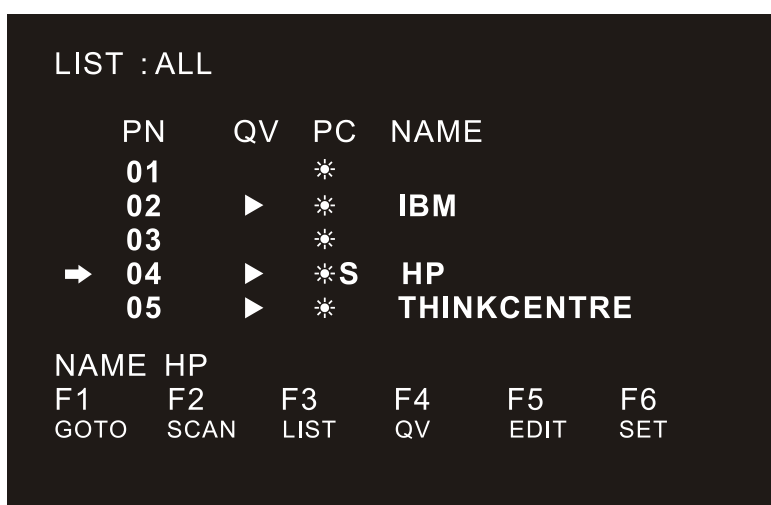 LIST : ALL
PN QV PC NAME
01 ☀
02 ▶ ☀ IBM
03 ☀
➡ 04 ▶ ☀S HP
05 ▶ ☀ THINKCENTRE
NAME HP
F1 F2 F3 F4 F5 F6
GOTO SCAN LIST QV EDIT SET